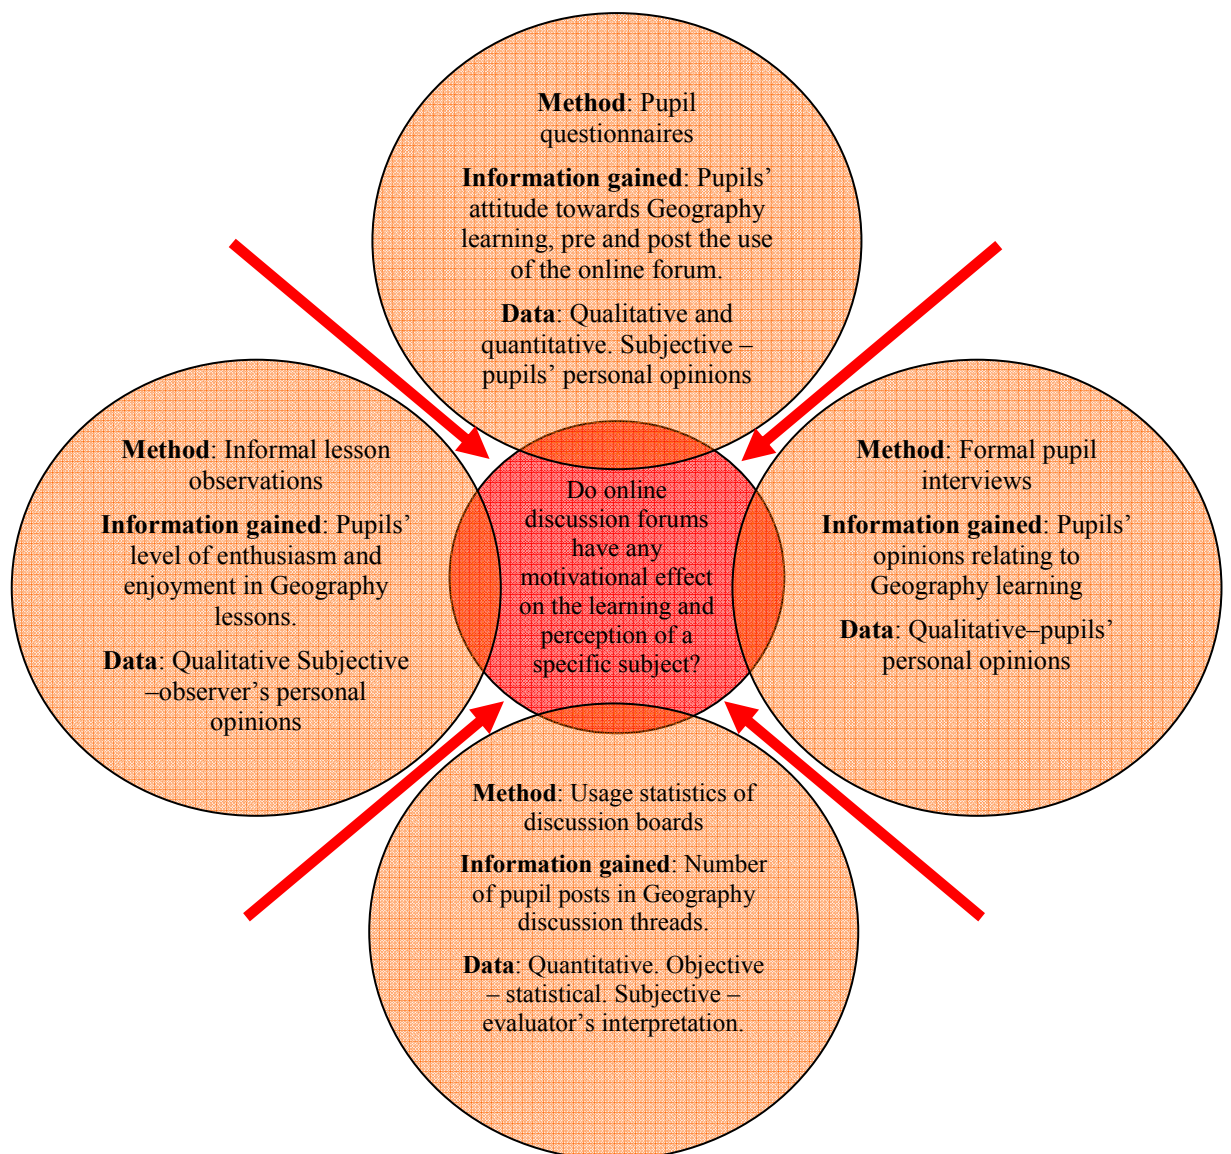 Method: Pupil
questionnaires
Information gained: Pupils’
attitude towards Geography
learning, pre and post the use
of the online forum.
Data: Qualitative and
quantitative. Subjective –
pupils’ personal opinions
Method: Informal lesson
observations
Information gained: Pupils’
level of enthusiasm and
enjoyment in Geography
lessons.
Data: Qualitative Subjective
–observer’s personal
opinions
Do online
discussion forums
have any
motivational effect
on the learning and
perception of a
specific subject?
Method: Formal pupil
interviews
Information gained: Pupils’
opinions relating to
Geography learning
Data: Qualitative–pupils’
personal opinions
Method: Usage statistics of
discussion boards
Information gained: Number
of pupil posts in Geography
discussion threads.
Data: Quantitative. Objective
– statistical. Subjective –
evaluator’s interpretation.